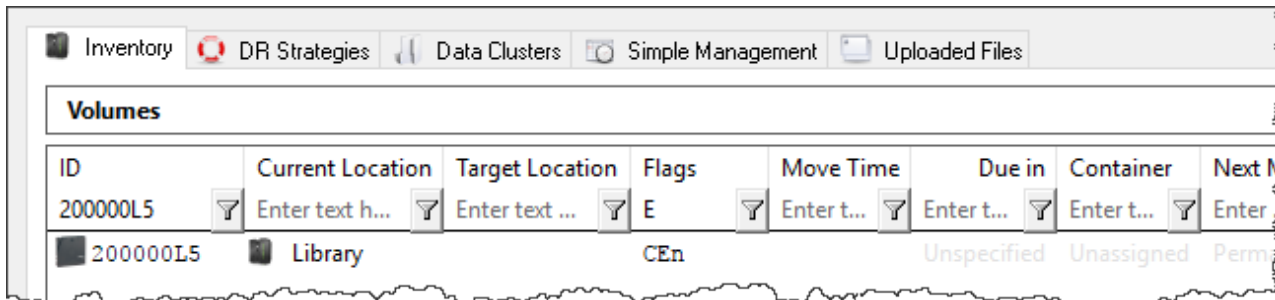 Inventory DR Strategies Data Clusters Simple Management Uploaded Files
Volumes
ID Current Location Target Location Flags Move Time Due in Container Next
200000L5 Enter text h... Enter text ... E Enter t... Enter t... Enter t... Enter
200000L5 Library CEn Unspecified Unassigned